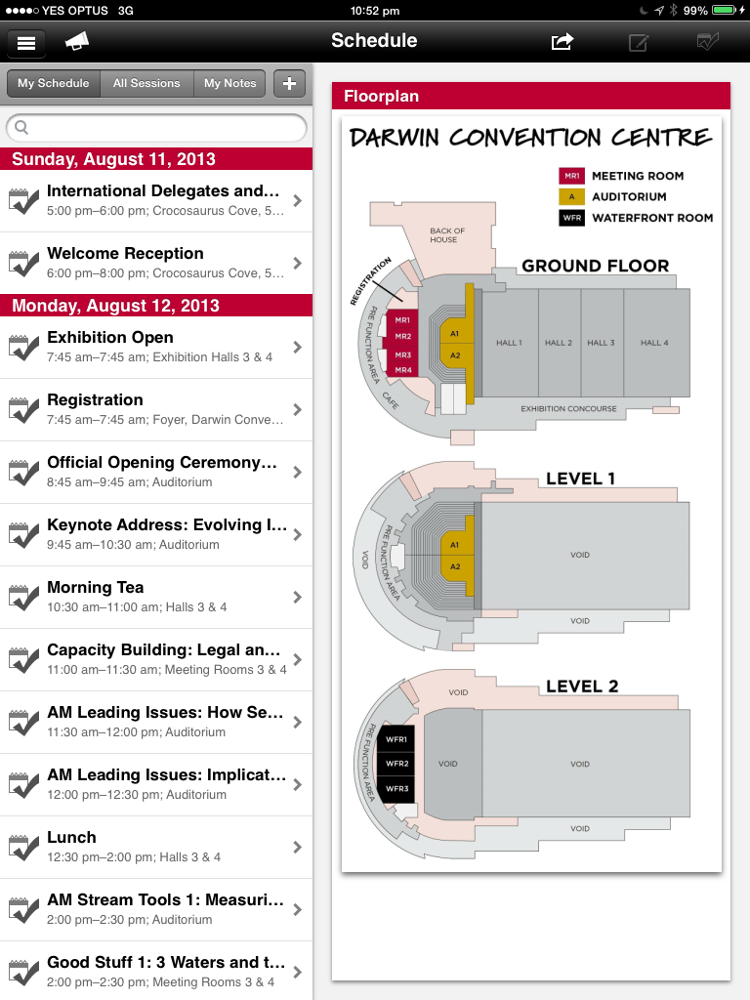 YES OPTUS 3G
10:52 pm
99%
Schedule
My Schedule
All Sessions
My Notes
+
Sunday, August 11, 2013
International Delegates and...
5:00 pm–6:00 pm; Crocosaurus Cove, 5...
Welcome Reception
6:00 pm–8:00 pm; Crocosaurus Cove, 5...
Monday, August 12, 2013
Exhibition Open
7:45 am–7:45 am; Exhibition Halls 3 & 4
Registration
7:45 am–7:45 am; Foyer, Darwin Conve...
Official Opening Ceremony...
8:45 am–9:45 am; Auditorium
Keynote Address: Evolving I...
9:45 am–10:30 am; Auditorium
Morning Tea
10:30 am–11:00 am; Halls 3 & 4
Capacity Building: Legal an...
11:00 am–11:30 am; Meeting Rooms 3 & 4
AM Leading Issues: How Se...
11:30 am–12:00 pm; Auditorium
AM Leading Issues: Implicat...
12:00 pm–12:30 pm; Auditorium
Lunch
12:30 pm–2:00 pm; Halls 3 & 4
AM Stream Tools 1: Measuri...
2:00 pm–2:30 pm; Auditorium
Good Stuff 1: 3 Waters and t...
2:00 pm–2:30 pm; Meeting Rooms 3 & 4
Floorplan
DARWIN CONVENTION CENTRE
MR1 MEETING ROOM
A AUDITORIUM
WFR WATERFRONT ROOM
BACK OF
HOUSE
GROUND FLOOR
REGISTRATION
PRE FUNCTION AREA
MR1
MR2
MR3
MR4
A1
A2
HALL 1
HALL 2
HALL 3
HALL 4
CAFE
EXHIBITION CONCOURSE
LEVEL 1
VOID
PRE FUNCTION AREA
A1
A2
VOID
VOID
LEVEL 2
VOID
PRE FUNCTION AREA
WFR1
WFR2
WFR3
VOID
VOID
VOID